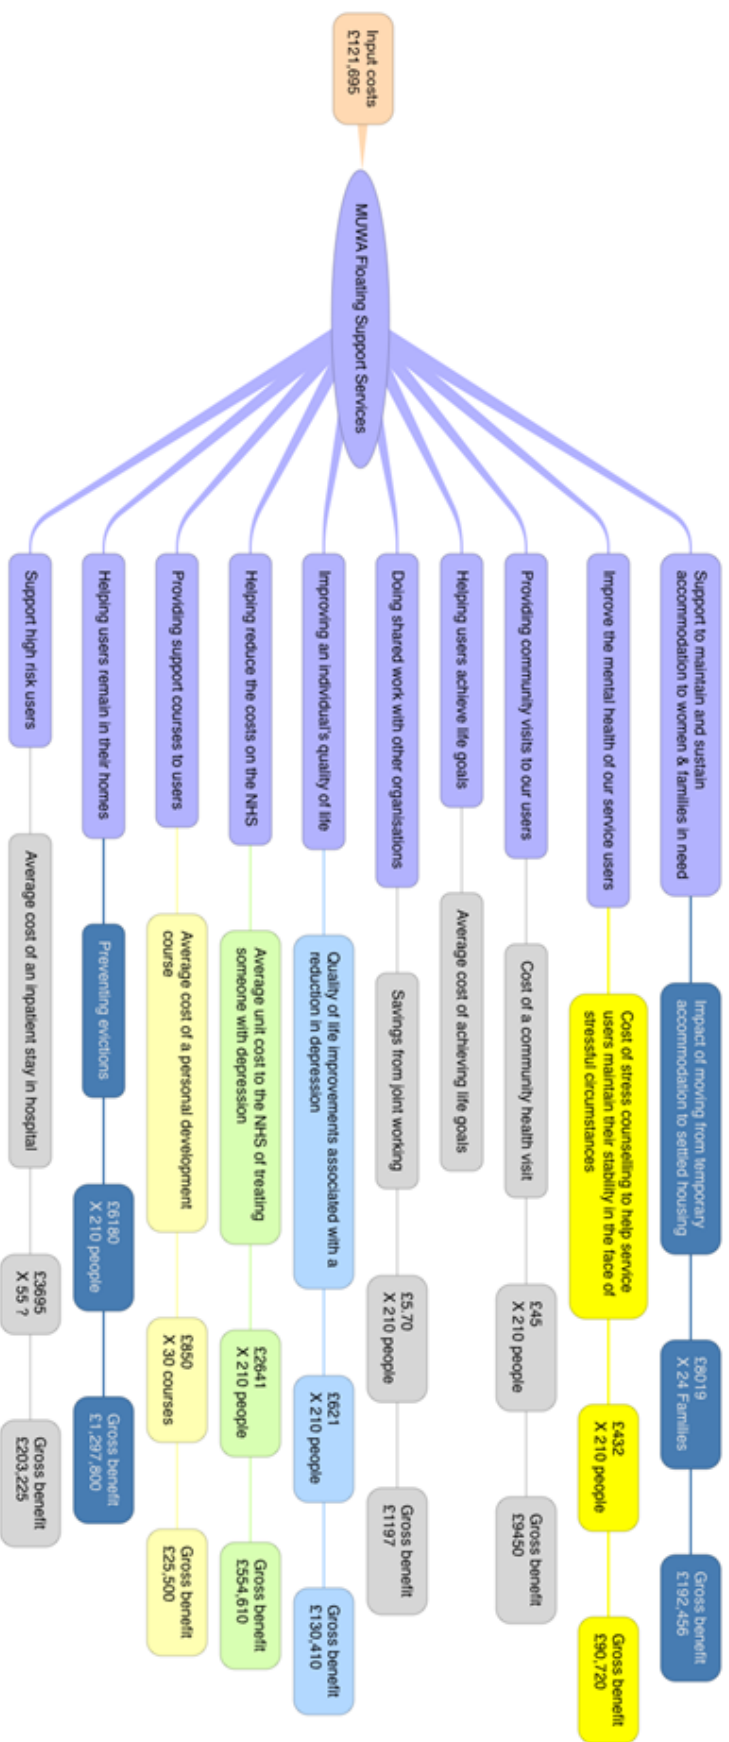 Input costs
£121,695
MUWA Floating Support Services
Support to maintain and sustain
accommodation to women & families in need
Impact of moving from temporary
accommodation to settled housing
£8019
X 24 Families
Gross benefit
£192,456
Improve the mental health of our service users
Cost of stress counselling to help service
users maintain their stability in the face of
stressful circumstances
£432
X 210 people
Gross benefit
£90,720
Providing community visits to our users
Cost of a community health visit
£45
X 210 people
Gross benefit
£9450
Helping users achieve life goals
Average cost of achieving life goals
Doing shared work with other organisations
Savings from joint working
£5.70
X 210 people
Gross benefit
£1197
Improving an individual's quality of life
Quality of life improvements associated with a
reduction in depression
£621
X 210 people
Gross benefit
£130,410
Helping reduce the costs on the NHS
Average unit cost to the NHS of treating
someone with depression
£2641
X 210 people
Gross benefit
£554,610
Providing support courses to users
Average cost of a personal development
course
£850
X 30 courses
Gross benefit
£25,500
Helping users remain in their homes
Preventing evictions
£6180
X 210 people
Gross benefit
£1,297,800
Support high risk users
Average cost of an inpatient stay in hospital
£3695
X 55 ?
Gross benefit
£203,225